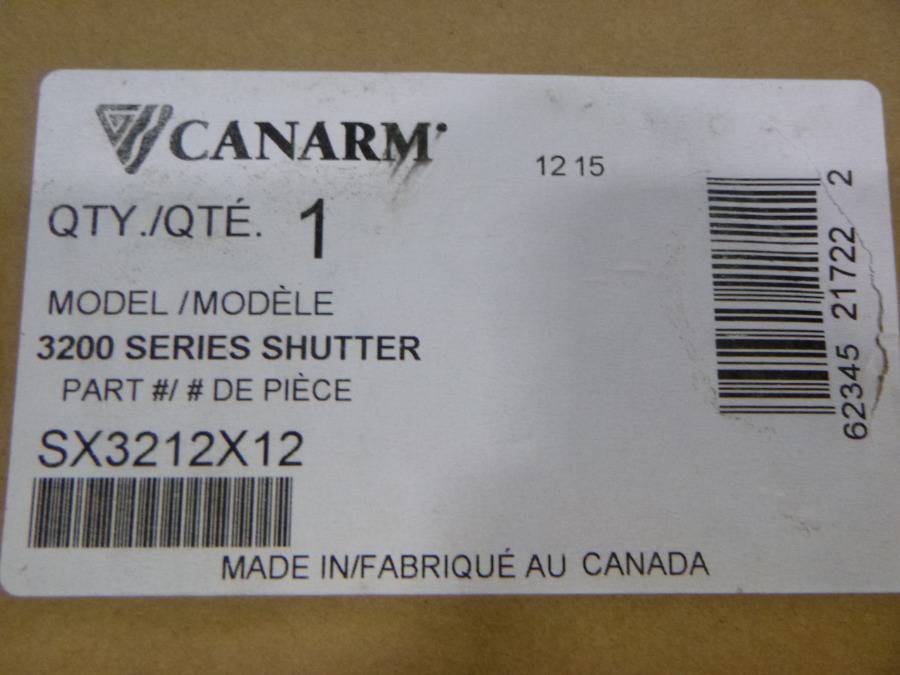 CANARM
12 15
QTY./QTÉ. 1
MODEL /MODÈLE
3200 SERIES SHUTTER
PART #/ # DE PIÈCE
SX3212X12
MADE IN/FABRIQUÉ AU CANADA
62345 21722 2